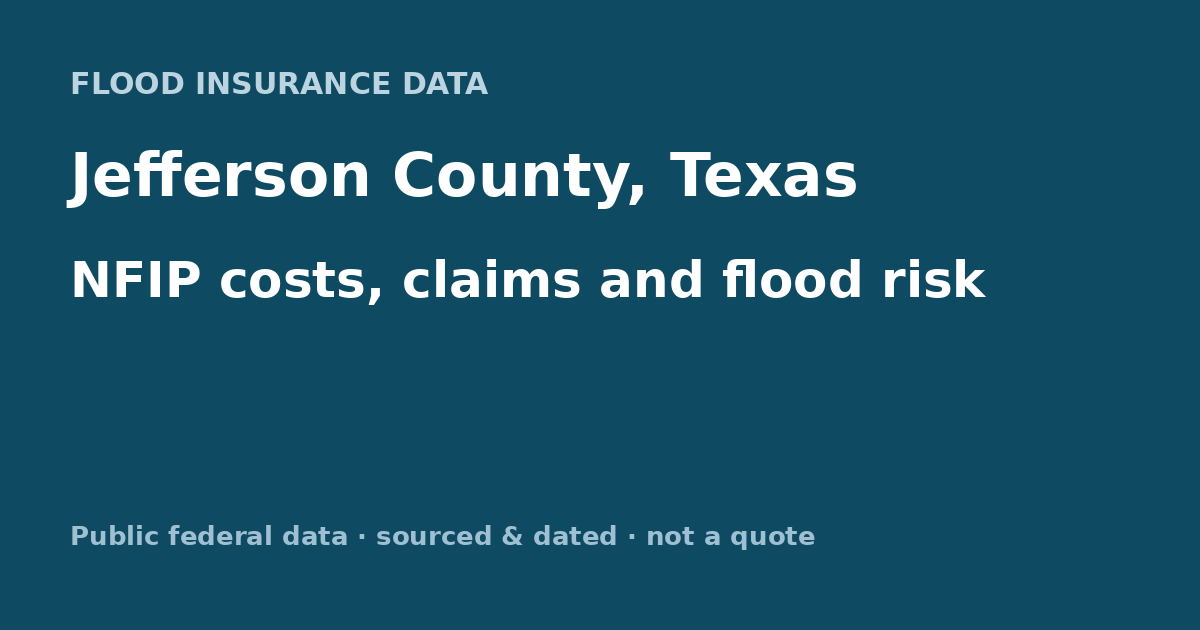 FLOOD INSURANCE DATA
Jefferson County, Texas
NFIP costs, claims and flood risk
Public federal data · sourced & dated · not a quote